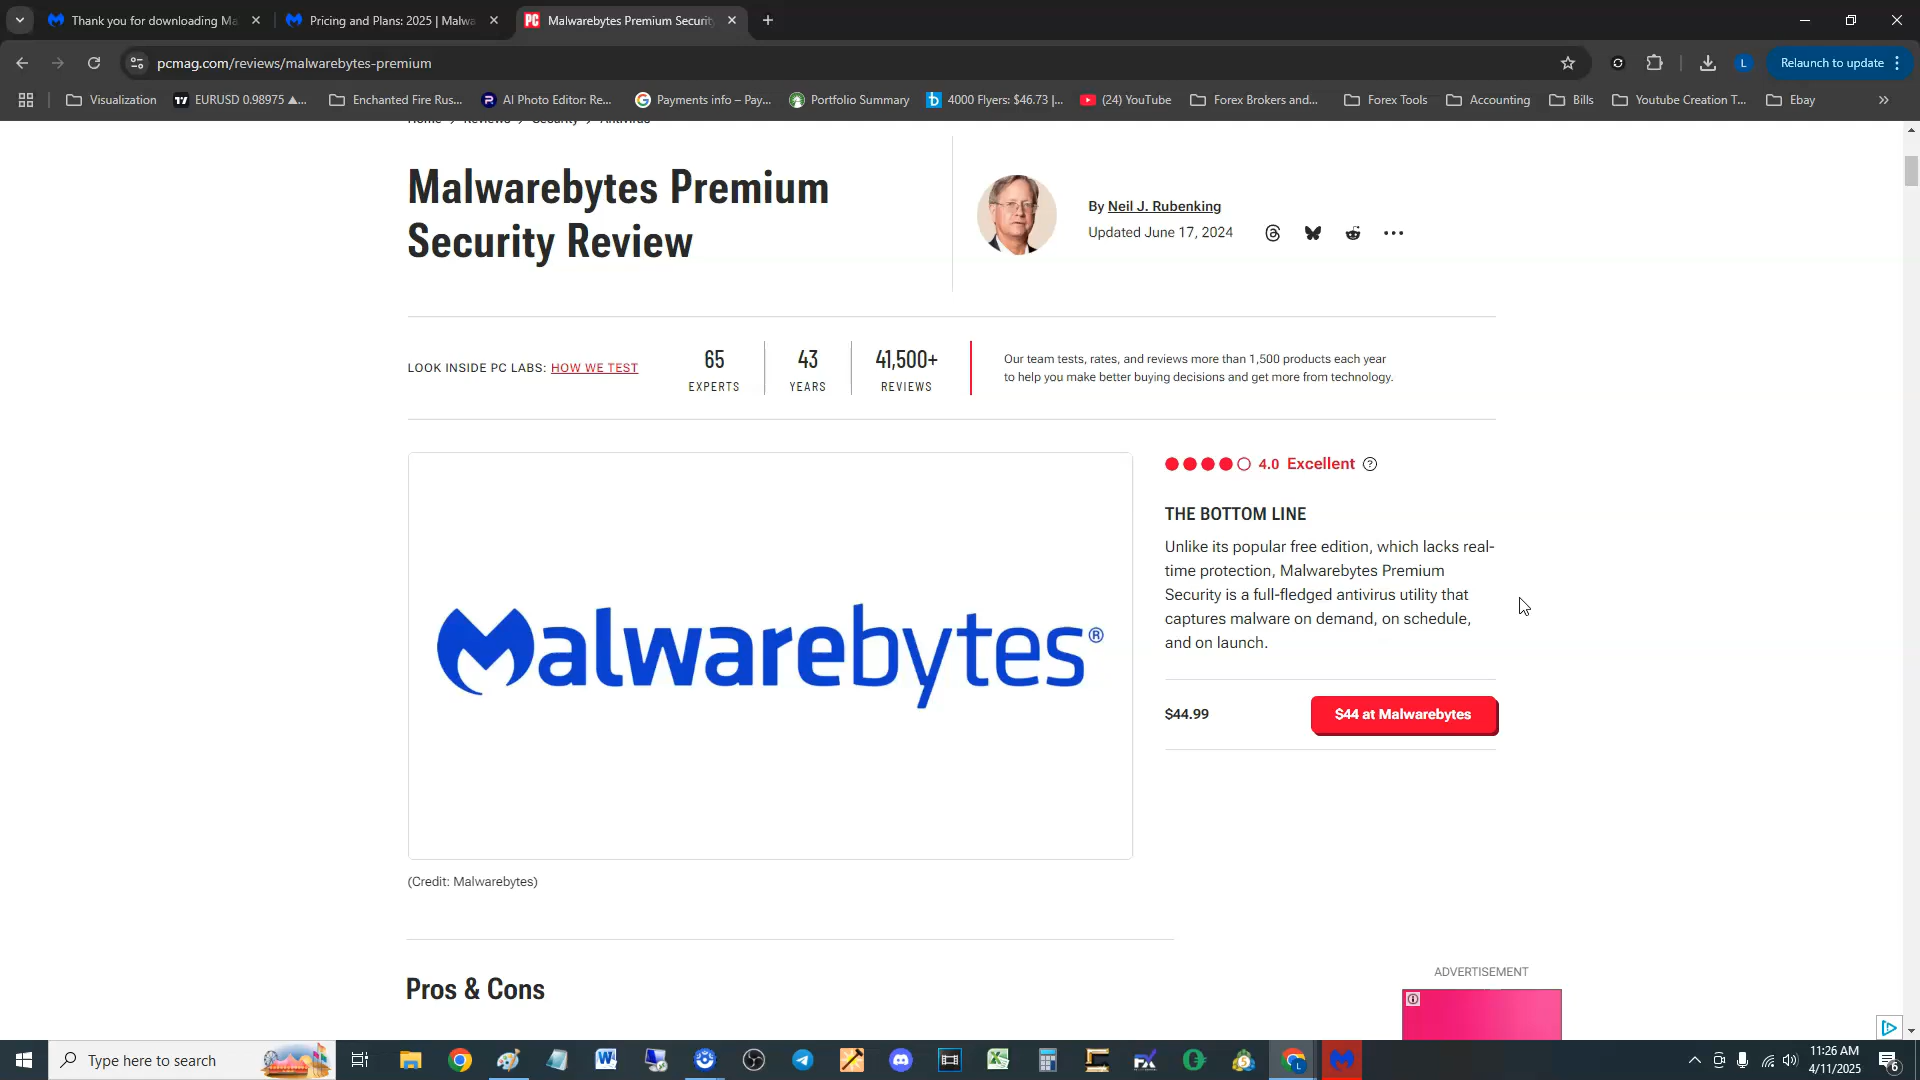 Thank you for downloading Ma
Pricing and Plans: 2025 | Malwa
PC Malwarebytes Premium Securit
pcmag.com/reviews/malwarebytes-premium
L
Relaunch to update
Visualization
EURUSD 0.98975 ▲...
Enchanted Fire Rus...
AI Photo Editor: Re...
Payments info – Pay...
Portfolio Summary
4000 Flyers: $46.73 |...
(24) YouTube
Forex Brokers and...
Forex Tools
Accounting
Bills
Youtube Creation T...
Ebay
»
Home > Reviews > Security > Antivirus
Malwarebytes Premium
Security Review
By Neil J. Rubenking
Updated June 17, 2024
LOOK INSIDE PC LABS: HOW WE TEST
65
EXPERTS
43
YEARS
41,500+
REVIEWS
Our team tests, rates, and reviews more than 1,500 products each year
to help you make better buying decisions and get more from technology.
Malwarebytes®
4.0 Excellent
THE BOTTOM LINE
Unlike its popular free edition, which lacks real-
time protection, Malwarebytes Premium
Security is a full-fledged antivirus utility that
captures malware on demand, on schedule,
and on launch.
$44.99
$44 at Malwarebytes
(Credit: Malwarebytes)
Pros & Cons
ADVERTISEMENT
Type here to search
11:26 AM
4/11/2025
6